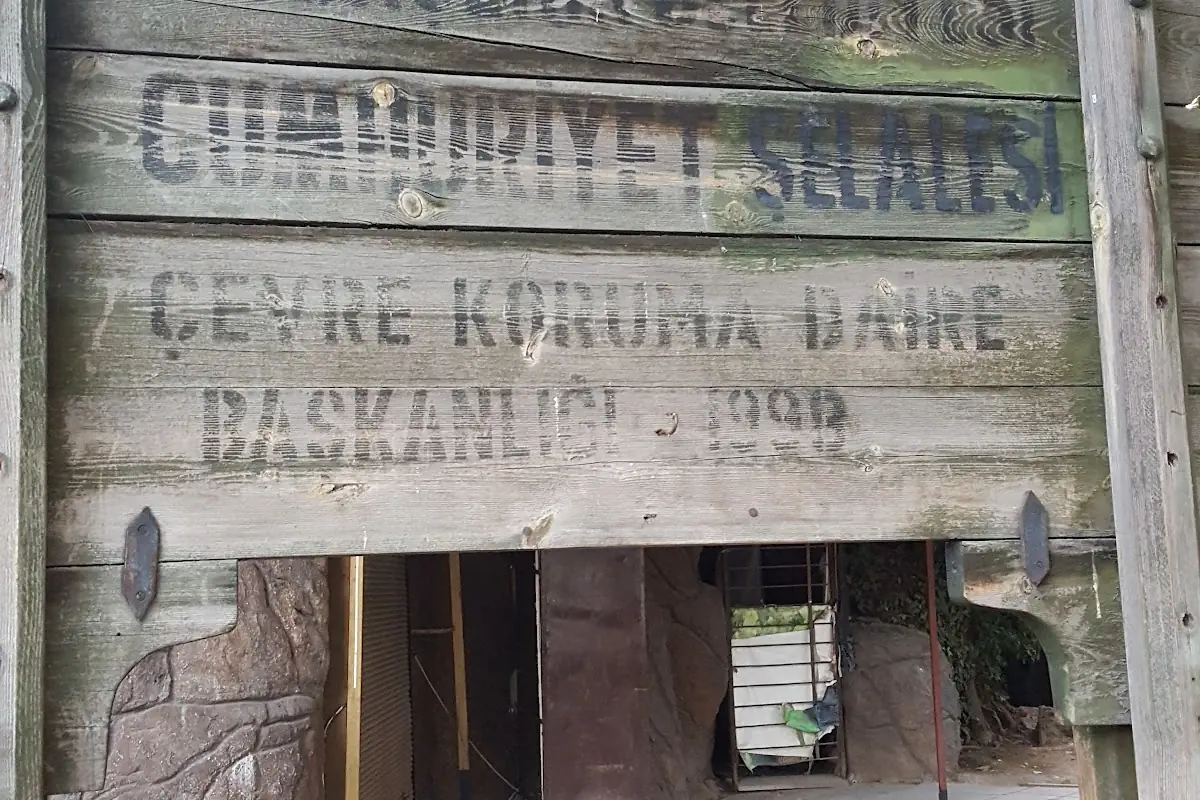 CUMHURİYET ŞELALESİ
ÇEVRE KORUMA DAİRE
BAŞKANLIĞI 1998